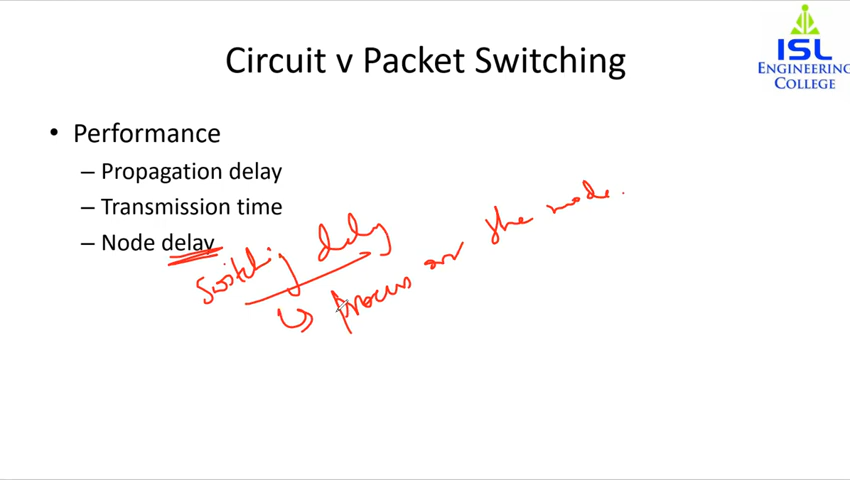 Circuit v Packet Switching
ISL
ENGINEERING
COLLEGE
• Performance
– Propagation delay
– Transmission time
– Node delay
Switching delay
process on the node.